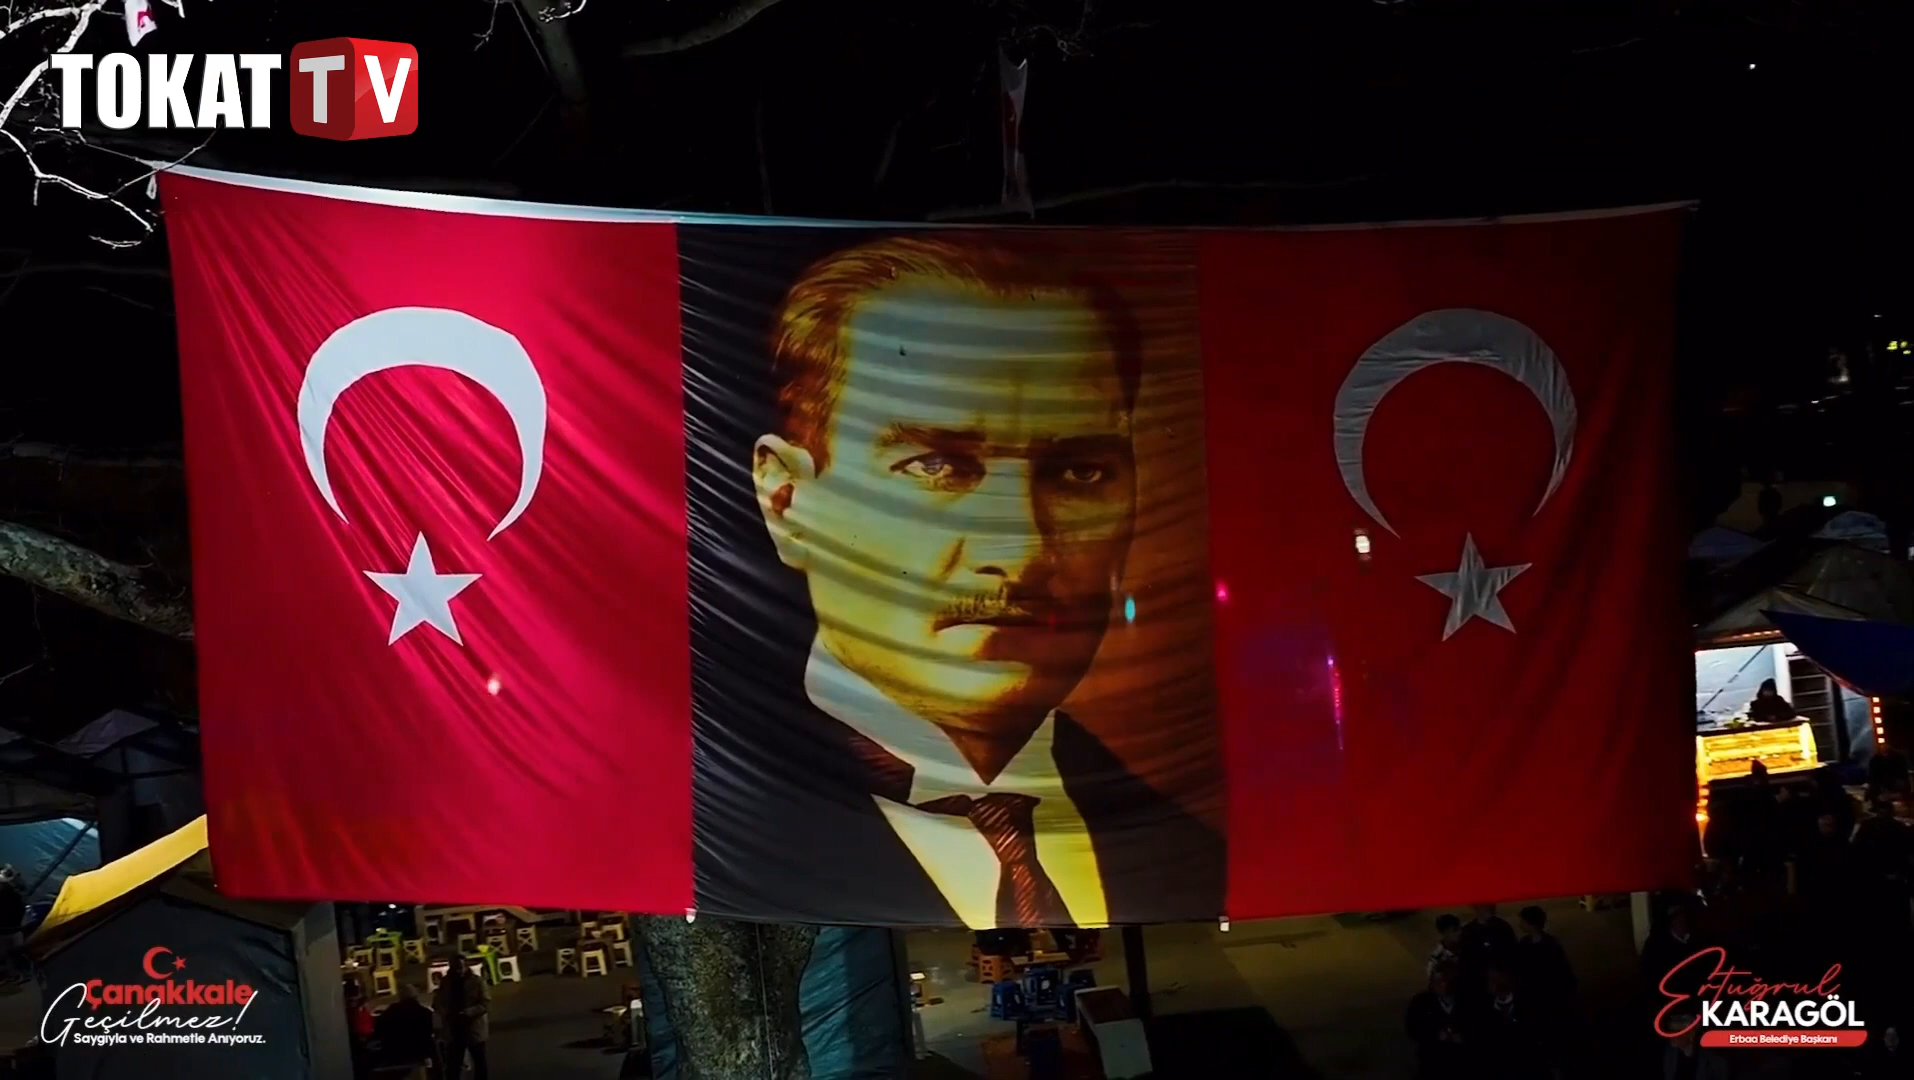 TOKAT TV
Çanakkale
Geçilmez!
Saygıyla ve Rahmetle Anıyoruz.
Ertuğrul
KARAGÖL
Erbaa Belediye Başkanı